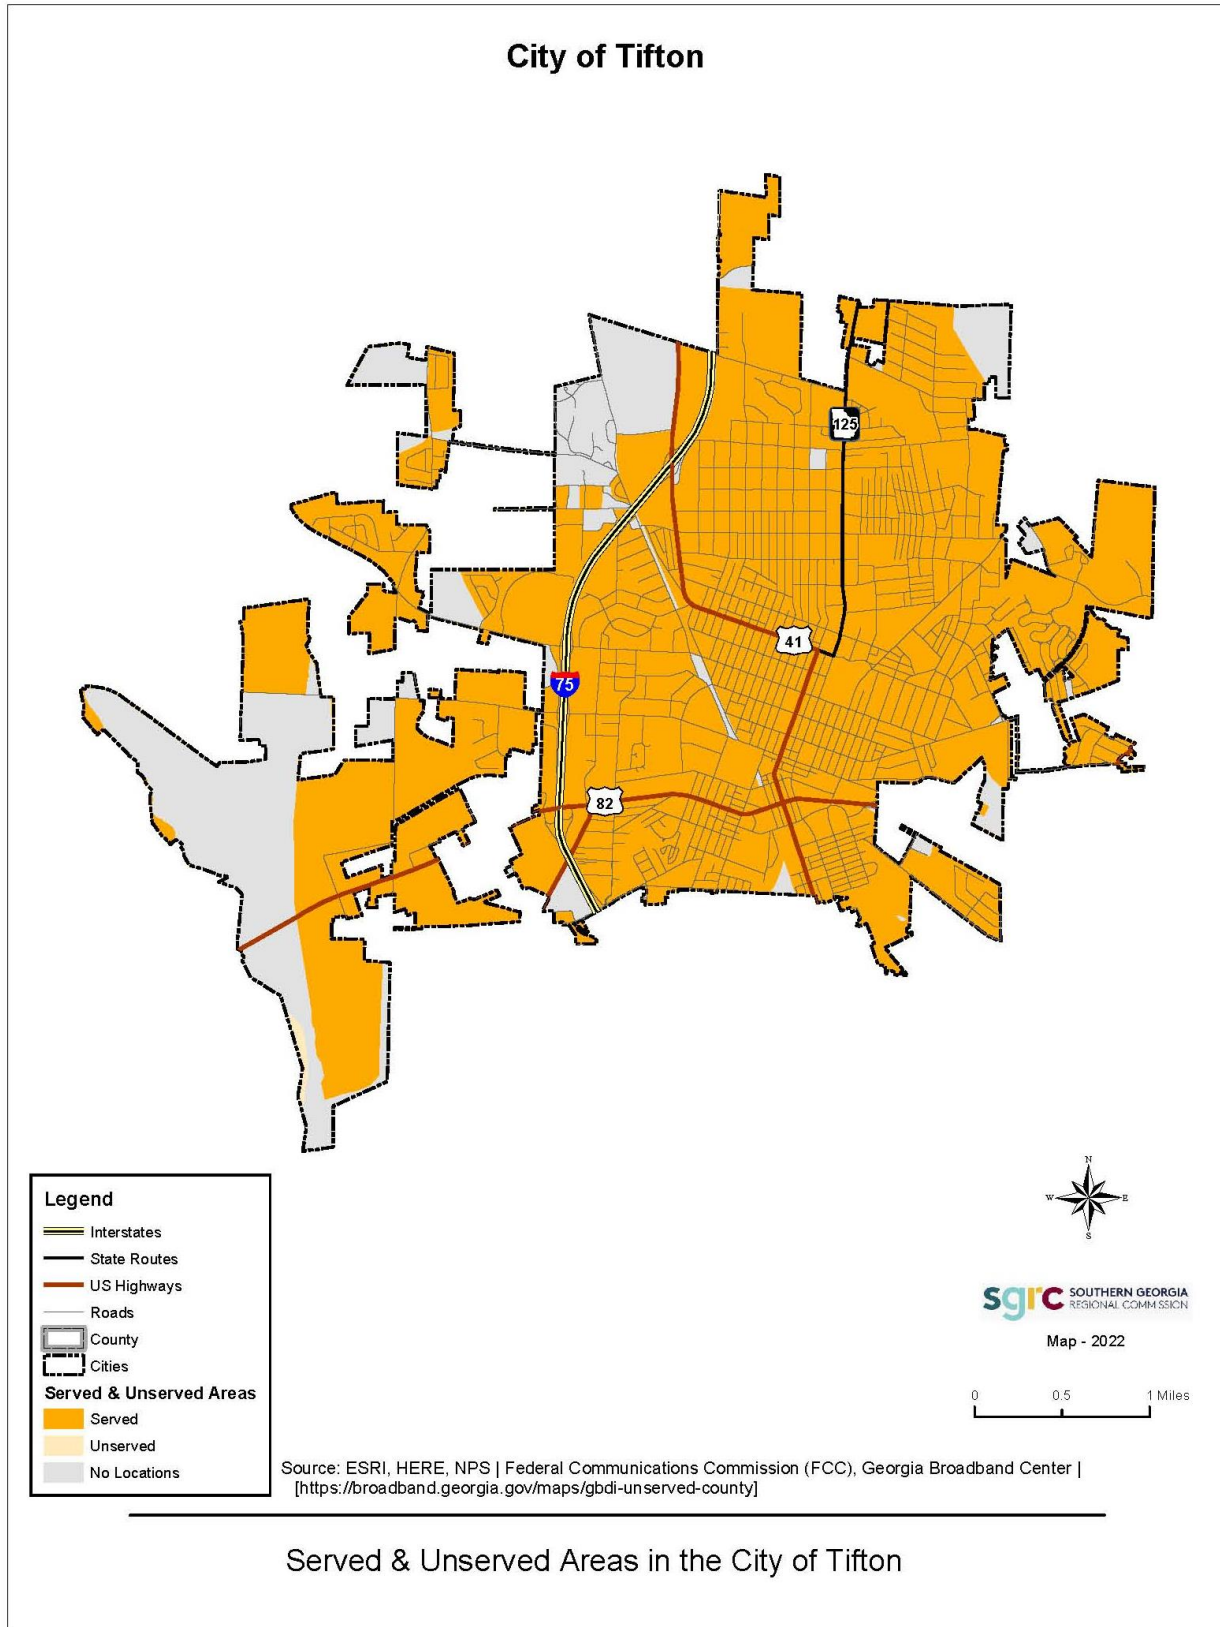 City of Tifton
125
41
75
82
N
W E
S
sgrc SOUTHERN GEORGIA
REGIONAL COMMISSION
Map - 2022
0 0.5 1 Miles
Legend
Interstates
State Routes
US Highways
Roads
County
Cities
Served & Unserved Areas
Served
Unserved
No Locations
Source: ESRI, HERE, NPS | Federal Communications Commission (FCC), Georgia Broadband Center |
[https://broadband.georgia.gov/maps/gbdi-unserved-county]
Served & Unserved Areas in the City of Tifton